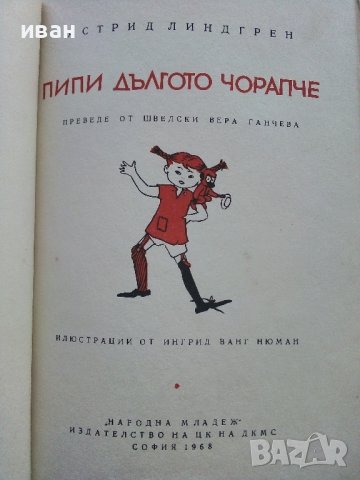 иван
СТРИД ЛИНДГРЕН
ПИПИ ДЪЛГОТО ЧОРАПЧЕ
ПРЕВЕДЕ ОТ ШВЕДСКИ ВЕРА ГАНЧЕВА
ИЛЮСТРАЦИИ ОТ ИНГРИД ВАНГ НЮМАН
„НАРОДНА МЛАДЕЖ"
ИЗДАТЕЛСТВО НА ЦК НА ДКМС
СОФИЯ 1968
bazar